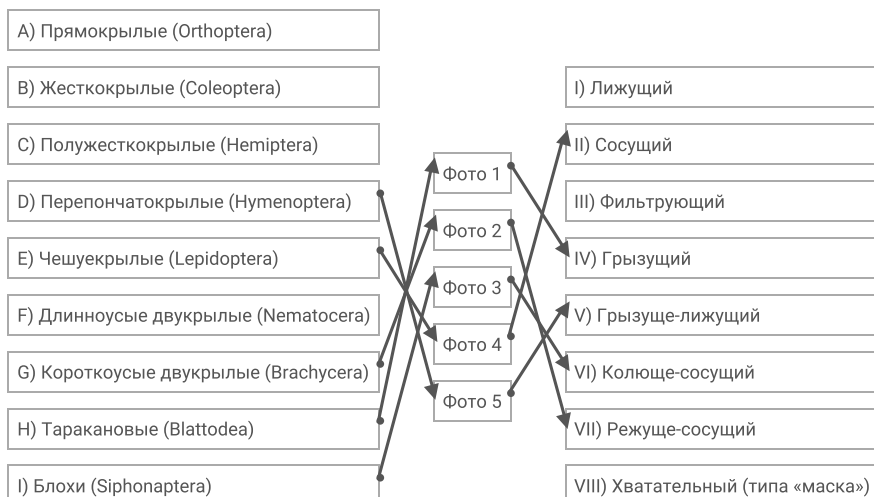 A) Прямокрылые (Orthoptera)
B) Жесткокрылые (Coleoptera)
C) Полужесткокрылые (Hemiptera)
D) Перепончатокрылые (Hymenoptera)
E) Чешуекрылые (Lepidoptera)
F) Длинноусые двукрылые (Nematocera)
G) Короткоусые двукрылые (Brachycera)
H) Таракановые (Blattodea)
I) Блохи (Siphonaptera)
Фото 1
Фото 2
Фото 3
Фото 4
Фото 5
I) Лижущий
II) Сосущий
III) Фильтрующий
IV) Грызущий
V) Грызуще-лижущий
VI) Колюще-сосущий
VII) Режуще-сосущий
VIII) Хватательный (типа «маска»)